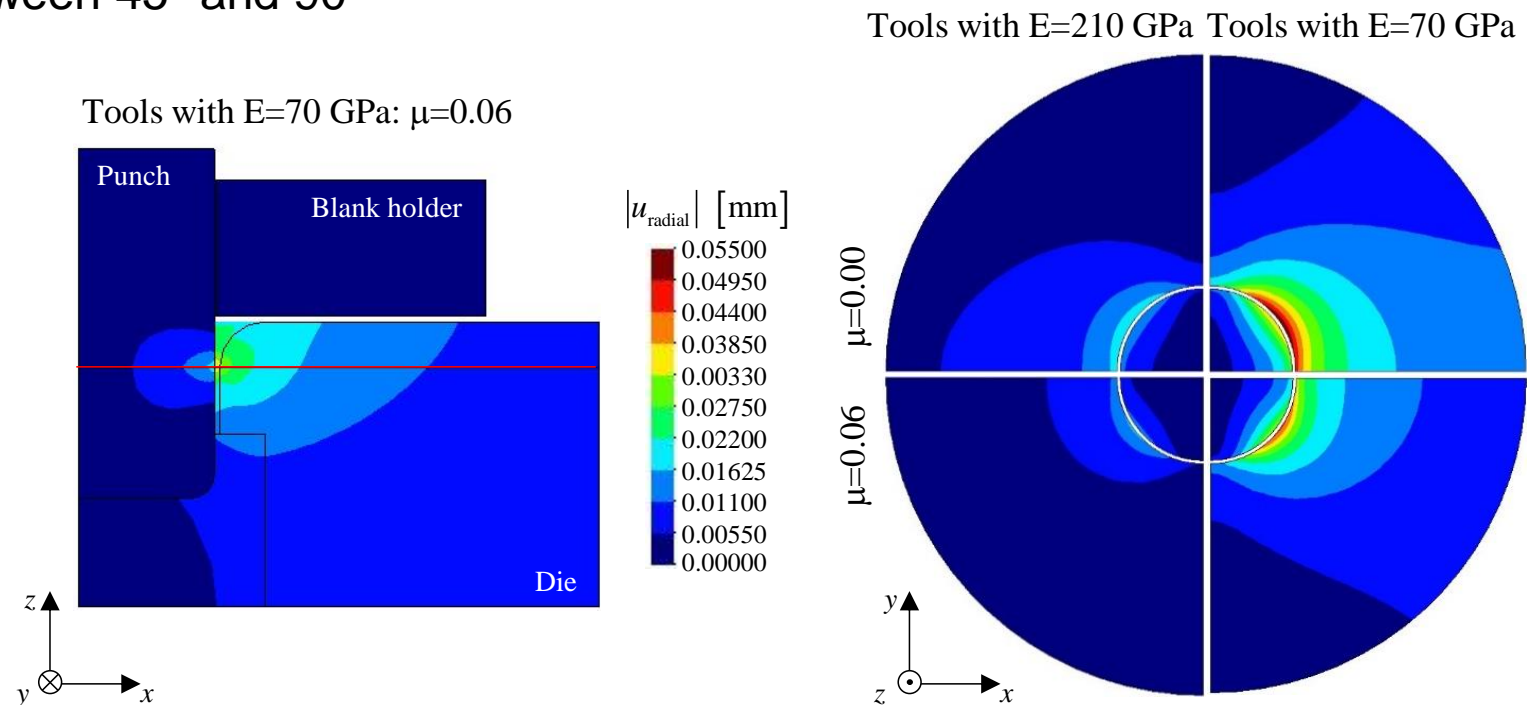 Tools with E=210 GPa Tools with E=70 GPa
Tools with E=70 GPa: μ=0.06
Punch
Blank holder
|u_radial| [mm]
0.05500
0.04950
0.04400
0.03850
0.00330
0.02750
0.02200
0.01625
0.01100
0.00550
0.00000
Die
z
y
x
μ=0.00
μ=0.06
y
z
x